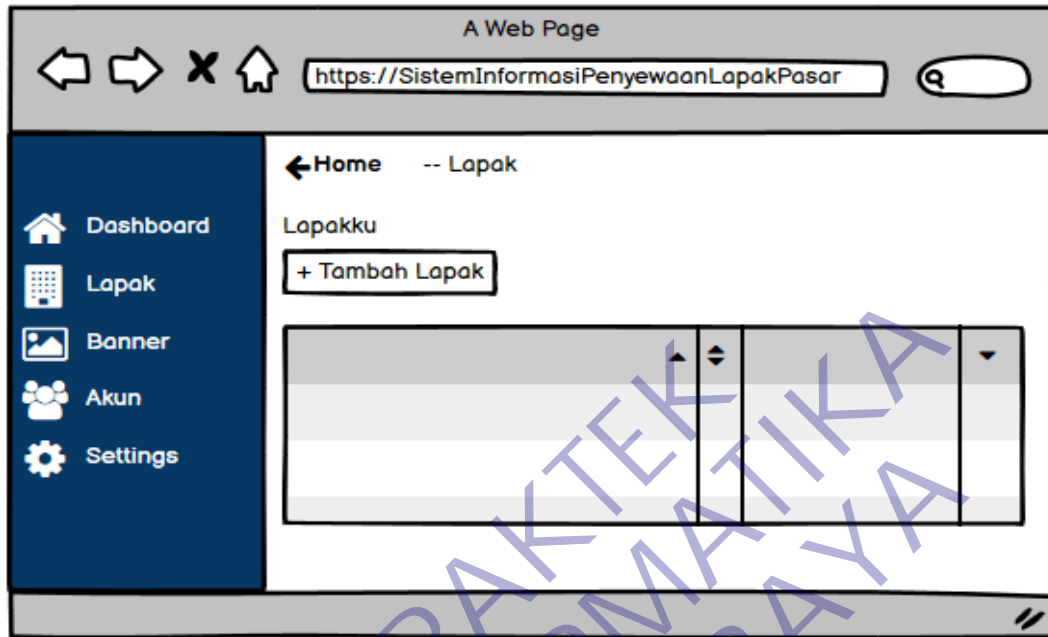 A Web Page
https://SistemInformasiPenyewaanLapakPasar
Home -- Lapak
Dashboard
Lapak
Banner
Akun
Settings
Lapakku
+ Tambah Lapak